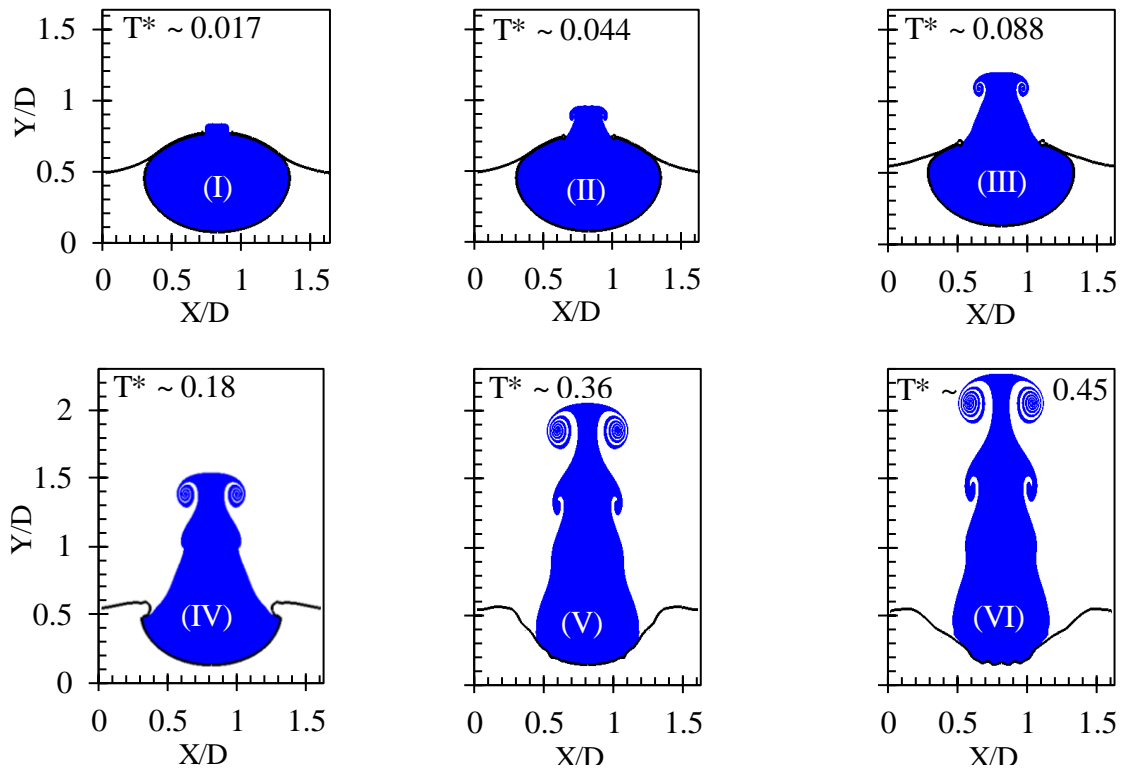 T* ~ 0.017
1.5
1
0.5
0
Y/D
(I)
0 0.5 1 1.5
X/D
T* ~ 0.044
(II)
0 0.5 1 1.5
X/D
T* ~ 0.088
(III)
0 0.5 1 1.5
X/D
T* ~ 0.18
2
1.5
1
0.5
0
Y/D
(IV)
0 0.5 1 1.5
X/D
T* ~ 0.36
(V)
0 0.5 1 1.5
X/D
T* ~ 0.45
(VI)
0 0.5 1 1.5
X/D